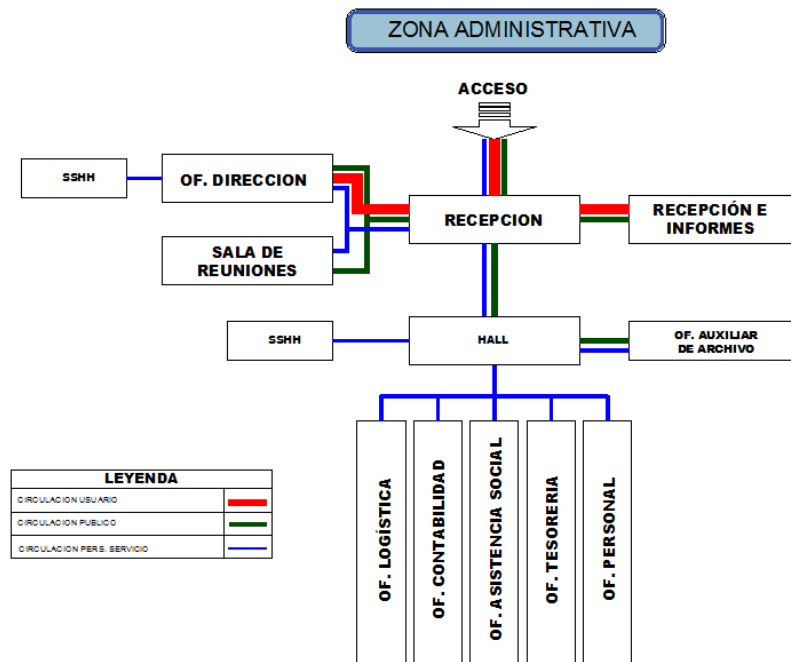 ZONA ADMINISTRATIVA
ACCESO
SSHH
OF. DIRECCION
RECEPCION
RECEPCIÓN E
INFORMES
SALA DE
REUNIONES
SSHH
HALL
OF. AUXILIAR
DE ARCHIVO
OF. LOGÍSTICA
OF. CONTABILIDAD
OF. ASISTENCIA SOCIAL
OF. TESORERIA
OF. PERSONAL
LEYENDA
CIRCULACION USUARIO
CIRCULACION PUBLICO
CIRCULACION PERS. SERVICIO